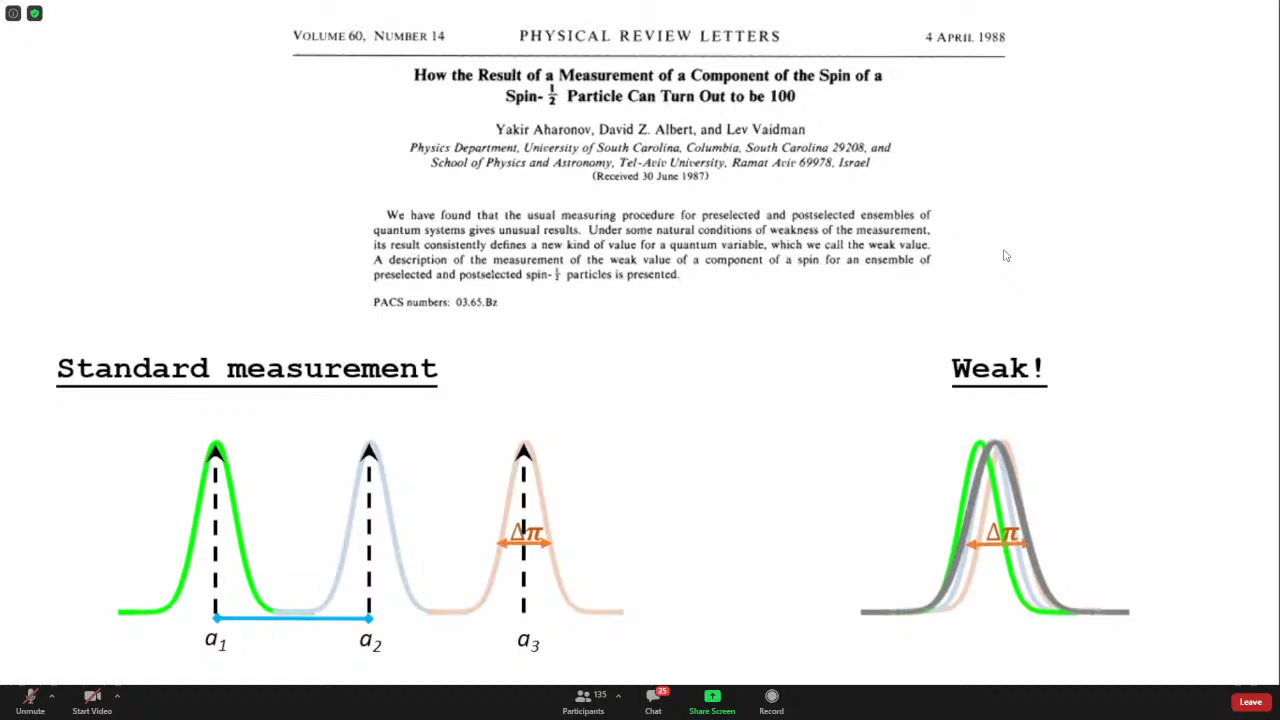 VOLUME 60, NUMBER 14 PHYSICAL REVIEW LETTERS 4 APRIL 1988
How the Result of a Measurement of a Component of the Spin of a
Spin-½ Particle Can Turn Out to be 100
Yakir Aharonov, David Z. Albert, and Lev Vaidman
Physics Department, University of South Carolina, Columbia, South Carolina 29208, and
School of Physics and Astronomy, Tel-Aviv University, Ramat Aviv 69978, Israel
(Received 30 June 1987)
We have found that the usual measuring procedure for preselected and postselected ensembles of
quantum systems gives unusual results. Under some natural conditions of weakness of the measurement,
its result consistently defines a new kind of value for a quantum variable, which we call the weak value.
A description of the measurement of the weak value of a component of a spin for an ensemble of
preselected and postselected spin-½ particles is presented.
PACS numbers: 03.65.Bz
Standard measurement
Weak!
Δπ
Δπ
a₁ a₂ a₃
Unmute Start Video 135 Participants 25 Chat Share Screen Record Leave